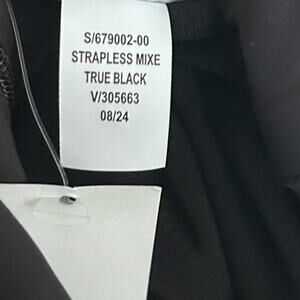 S/679002-00
STRAPLESS MIXE
TRUE BLACK
V/305663
08/24